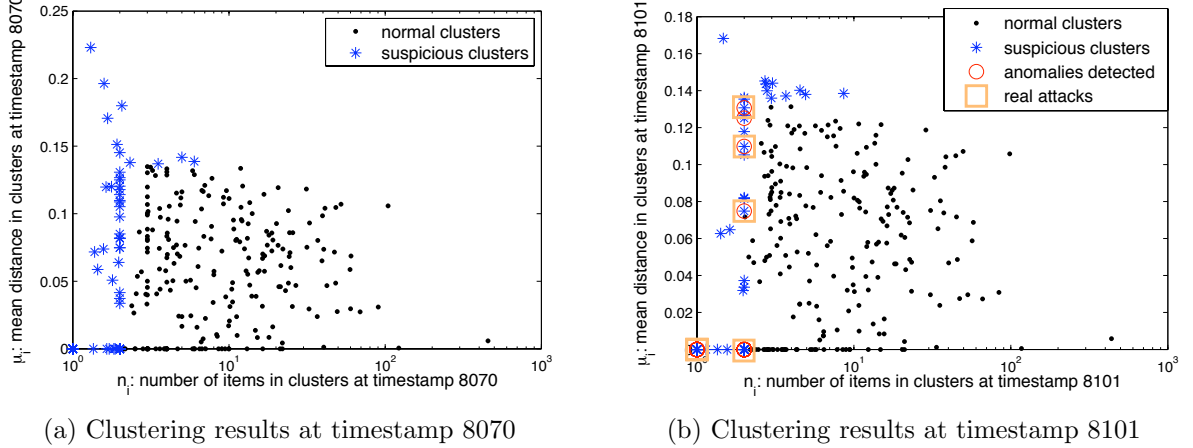 μᵢ: mean distance in clusters at timestamp 8070
0.25
0.2
0.15
0.1
0.05
0
10⁰
10¹
10²
10³
nᵢ: number of items in clusters at timestamp 8070
normal clusters
suspicious clusters
(a) Clustering results at timestamp 8070
μᵢ: mean distance in clusters at timestamp 8101
0.18
0.16
0.14
0.12
0.1
0.08
0.06
0.04
0.02
0
10⁰
10¹
10²
10³
nᵢ: number of items in clusters at timestamp 8101
normal clusters
suspicious clusters
anomalies detected
real attacks
(b) Clustering results at timestamp 8101